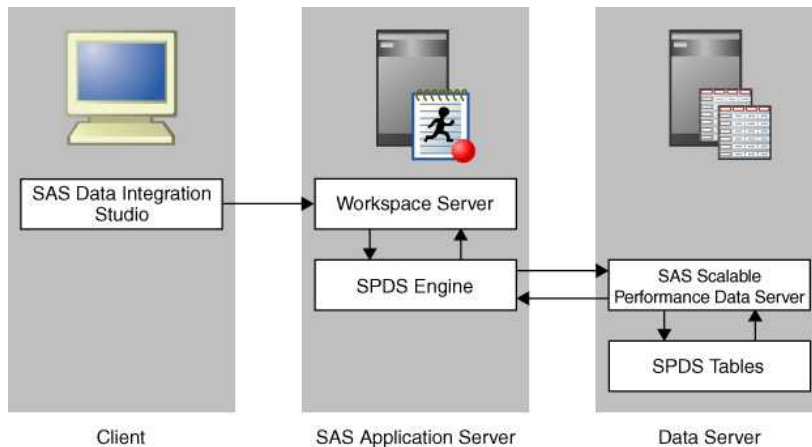 SAS Data Integration
Studio
Workspace Server
SPDS Engine
SAS Scalable
Performance Data Server
SPDS Tables
Client
SAS Application Server
Data Server